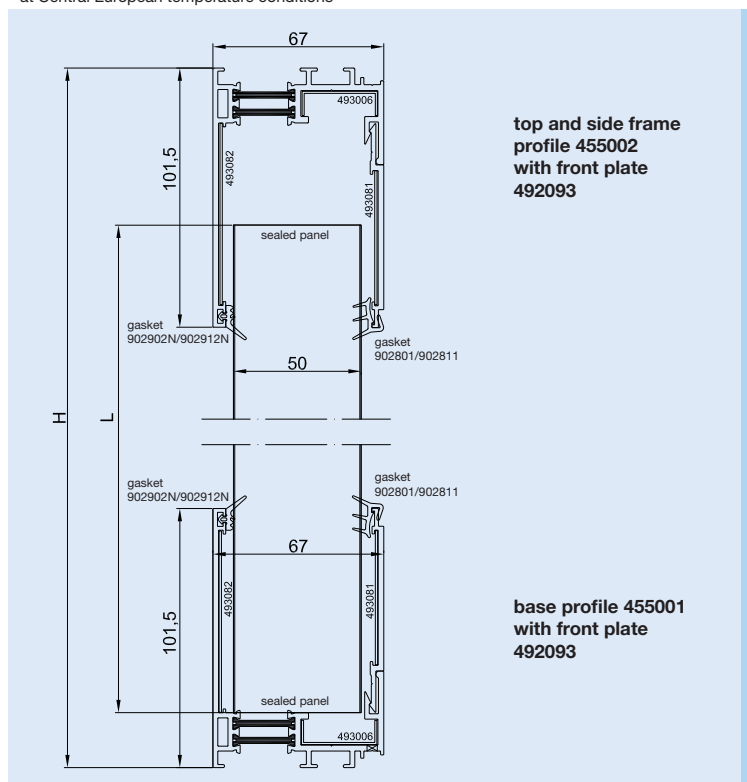 at Central European temperature conditions
67
493006
top and side frame
profile 455002
with front plate
492093
101,5
493082
493081
sealed panel
gasket
902902N/902912N
gasket
902801/902811
50
H
L
gasket
902902N/902912N
gasket
902801/902811
67
101,5
493082
493081
base profile 455001
with front plate
492093
sealed panel
493006